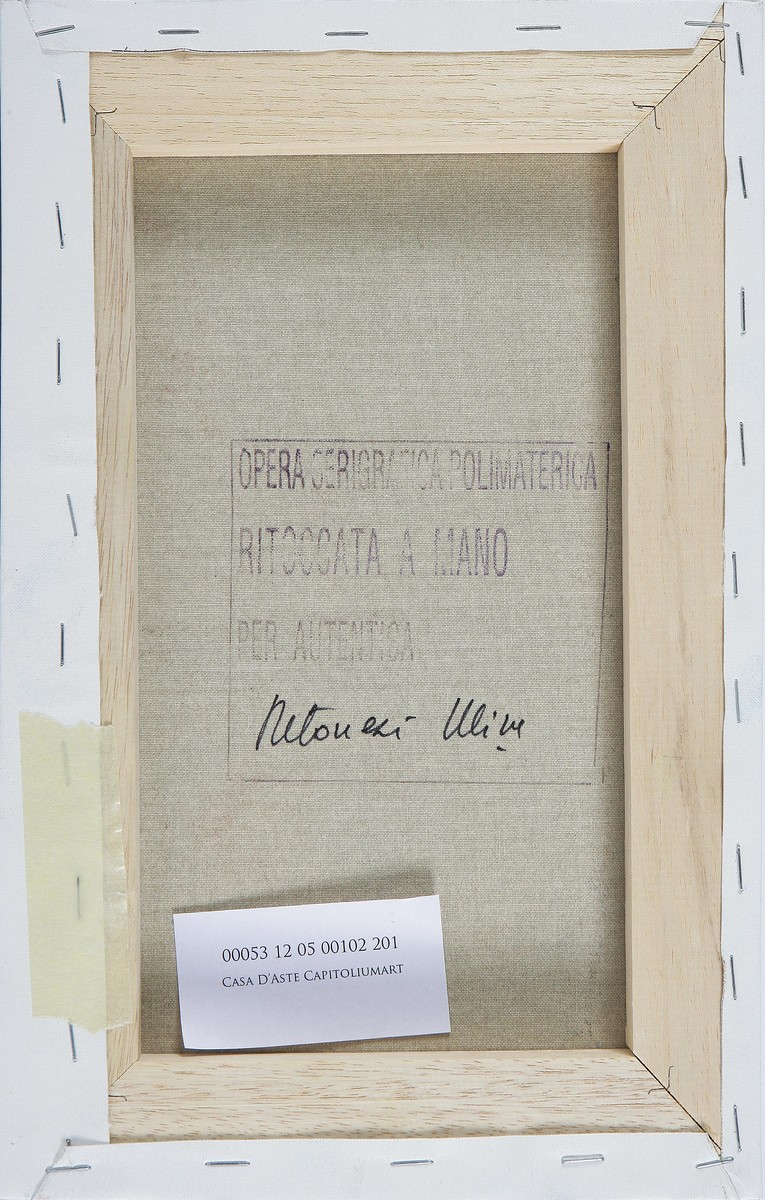 OPERA SERIGRAFICA POLIMATERICA
RITOCCATA A MANO
PER AUTENTICA
00053 12 05 00102 201
CASA D'ASTE CAPITOLIUMART